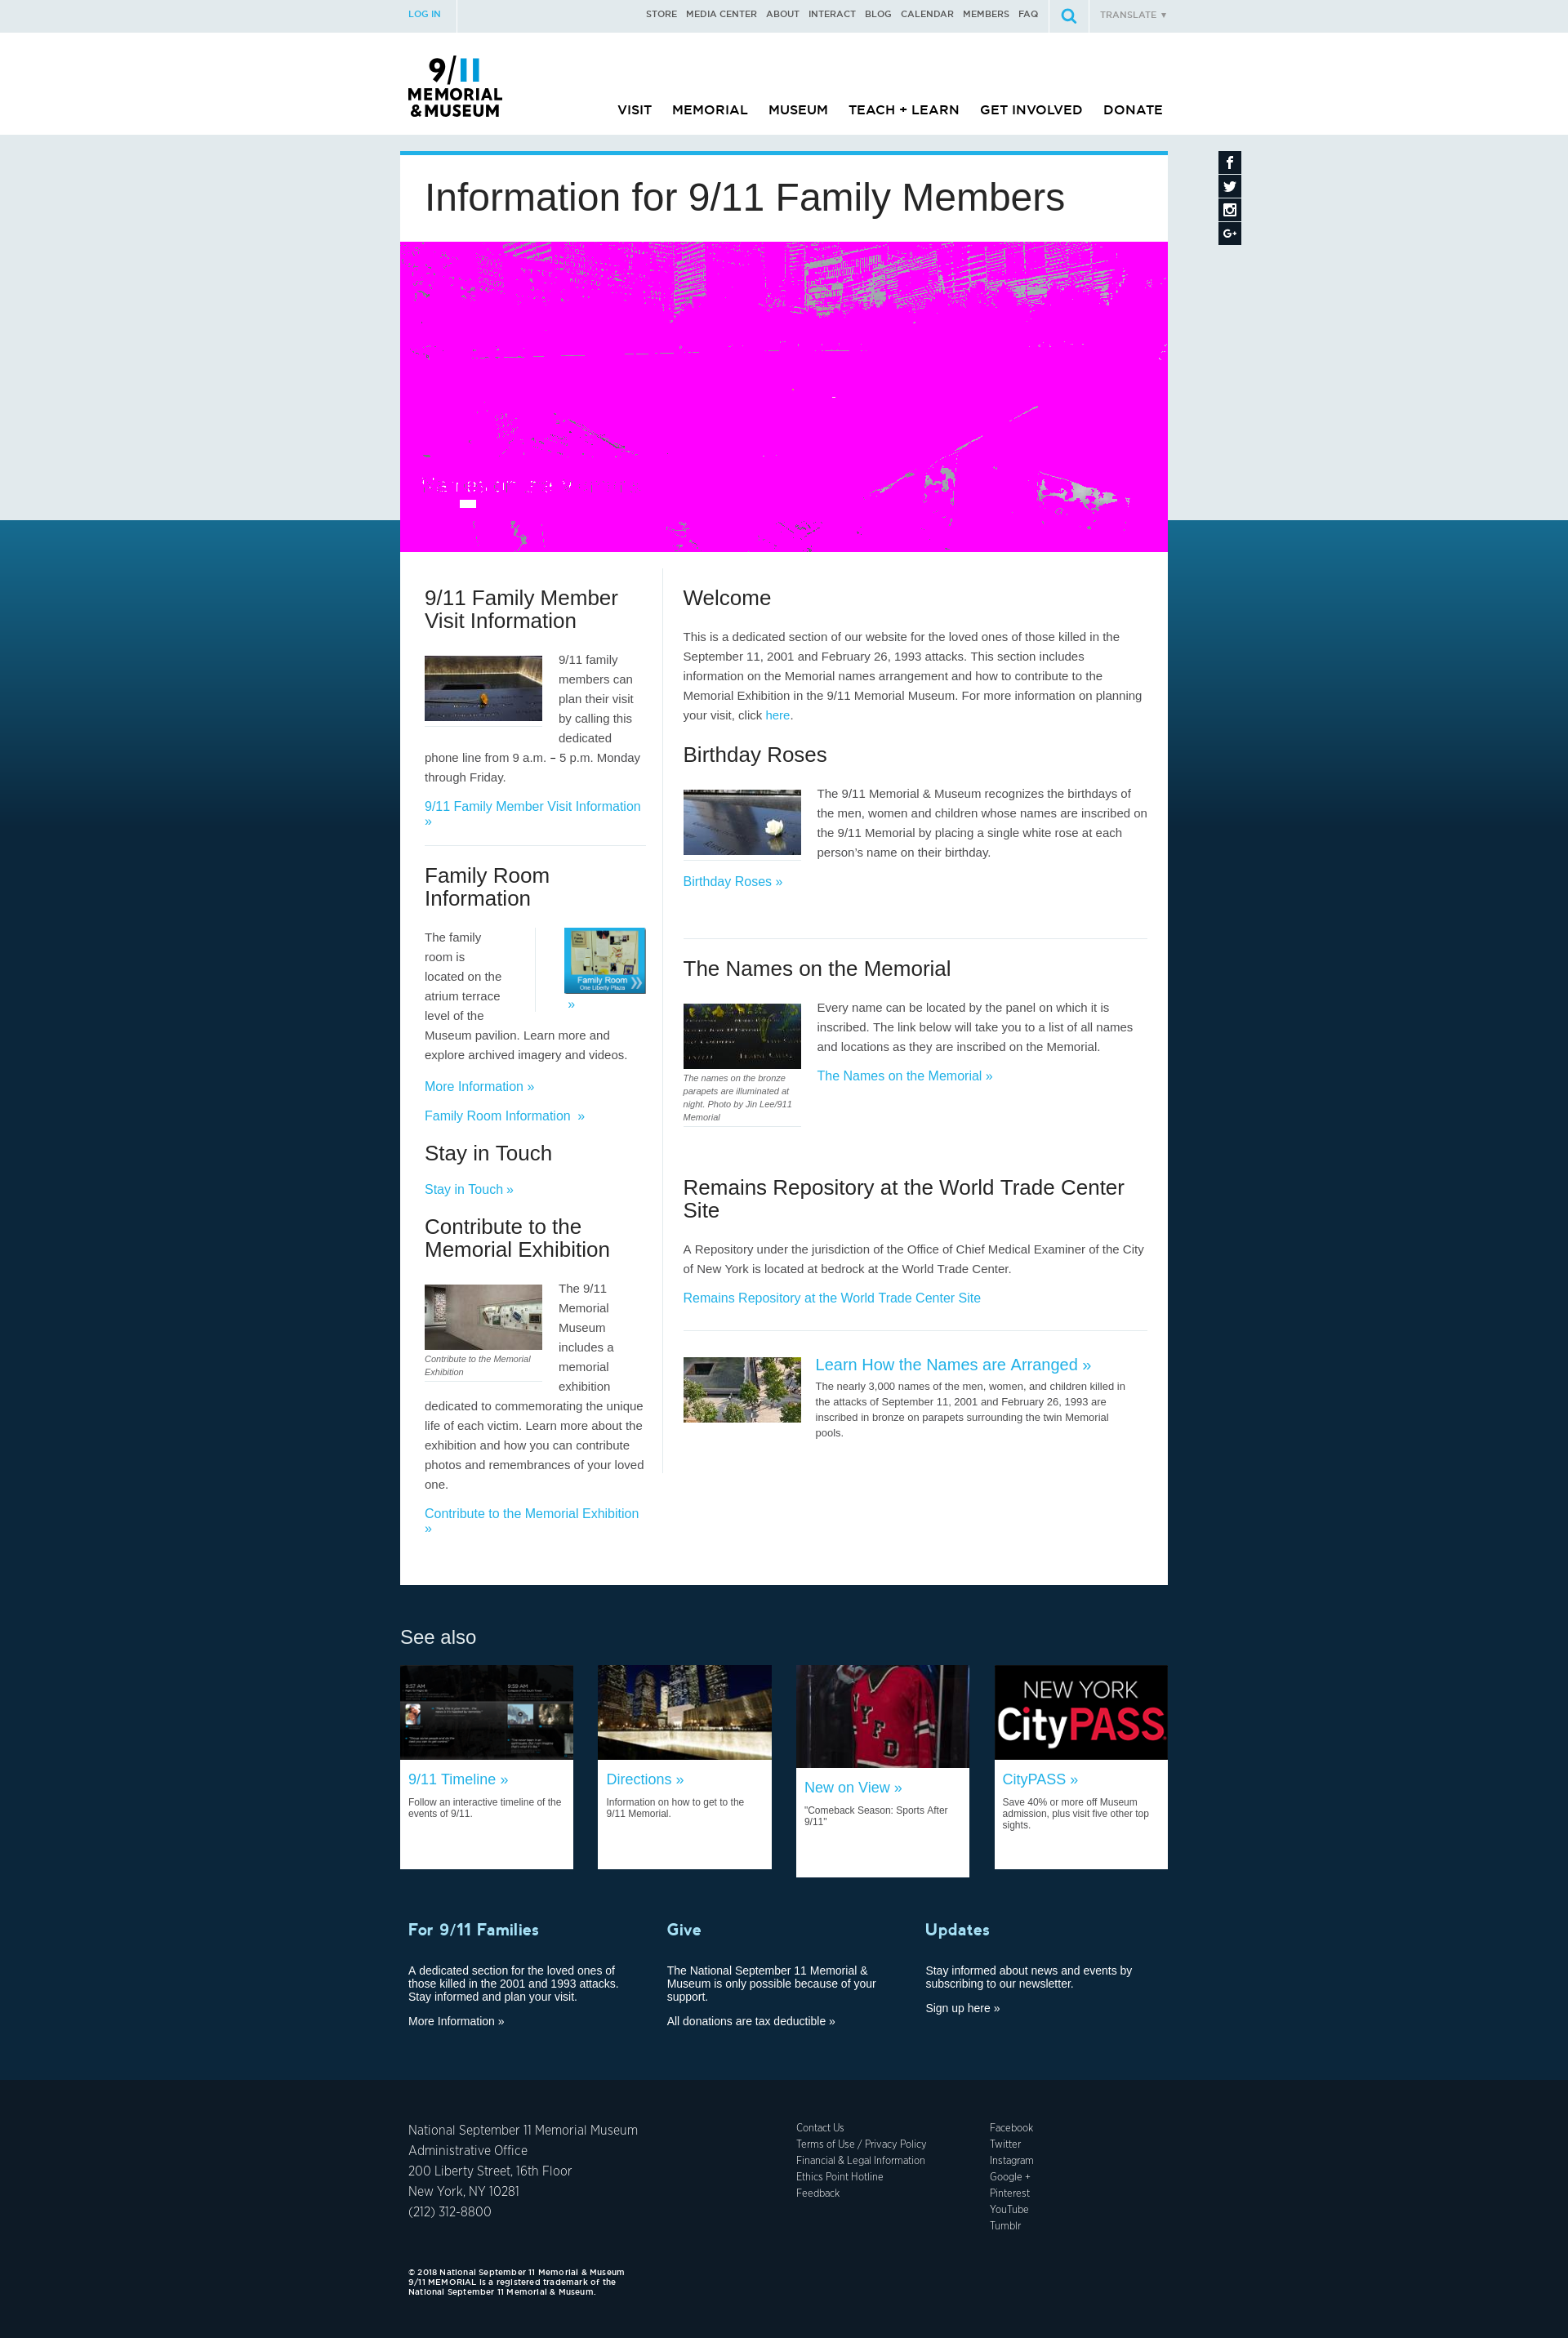 LOG IN
STORE MEDIA CENTER ABOUT INTERACT BLOG CALENDAR MEMBERS FAQ
TRANSLATE ▼
9/11
MEMORIAL
&MUSEUM
VISIT MEMORIAL MUSEUM TEACH + LEARN GET INVOLVED DONATE
Information for 9/11 Family Members
9/11 Family Member
Visit Information
9/11 family
members can
plan their visit
by calling this
dedicated
phone line from 9 a.m. – 5 p.m. Monday
through Friday.
9/11 Family Member Visit Information
»
Family Room
Information
The family
room is
located on the
atrium terrace
level of the
Museum pavilion. Learn more and
explore archived imagery and videos.
Family Room
One Liberty Plaza
»
More Information »
Family Room Information »
Stay in Touch
Stay in Touch »
Contribute to the
Memorial Exhibition
The 9/11
Memorial
Museum
includes a
memorial
exhibition
Contribute to the Memorial
Exhibition
dedicated to commemorating the unique
life of each victim. Learn more about the
exhibition and how you can contribute
photos and remembrances of your loved
one.
Contribute to the Memorial Exhibition
»
Welcome
This is a dedicated section of our website for the loved ones of those killed in the
September 11, 2001 and February 26, 1993 attacks. This section includes
information on the Memorial names arrangement and how to contribute to the
Memorial Exhibition in the 9/11 Memorial Museum. For more information on planning
your visit, click here.
Birthday Roses
The 9/11 Memorial & Museum recognizes the birthdays of
the men, women and children whose names are inscribed on
the 9/11 Memorial by placing a single white rose at each
person’s name on their birthday.
Birthday Roses »
The Names on the Memorial
Every name can be located by the panel on which it is
inscribed. The link below will take you to a list of all names
and locations as they are inscribed on the Memorial.
The Names on the Memorial »
The names on the bronze
parapets are illuminated at
night. Photo by Jin Lee/911
Memorial
Remains Repository at the World Trade Center
Site
A Repository under the jurisdiction of the Office of Chief Medical Examiner of the City
of New York is located at bedrock at the World Trade Center.
Remains Repository at the World Trade Center Site
Learn How the Names are Arranged »
The nearly 3,000 names of the men, women, and children killed in
the attacks of September 11, 2001 and February 26, 1993 are
inscribed in bronze on parapets surrounding the twin Memorial
pools.
See also
9:57 AM
9:59 AM
NYFD
NEW YORK
CityPASS
9/11 Timeline »
Follow an interactive timeline of the
events of 9/11.
Directions »
Information on how to get to the
9/11 Memorial.
New on View »
"Comeback Season: Sports After
9/11"
CityPASS »
Save 40% or more off Museum
admission, plus visit five other top
sights.
For 9/11 Families
A dedicated section for the loved ones of
those killed in the 2001 and 1993 attacks.
Stay informed and plan your visit.
More Information »
Give
The National September 11 Memorial &
Museum is only possible because of your
support.
All donations are tax deductible »
Updates
Stay informed about news and events by
subscribing to our newsletter.
Sign up here »
National September 11 Memorial Museum
Administrative Office
200 Liberty Street, 16th Floor
New York, NY 10281
(212) 312-8800
Contact Us
Terms of Use / Privacy Policy
Financial & Legal Information
Ethics Point Hotline
Feedback
Facebook
Twitter
Instagram
Google +
Pinterest
YouTube
Tumblr
© 2018 National September 11 Memorial & Museum
9/11 MEMORIAL is a registered trademark of the
National September 11 Memorial & Museum.